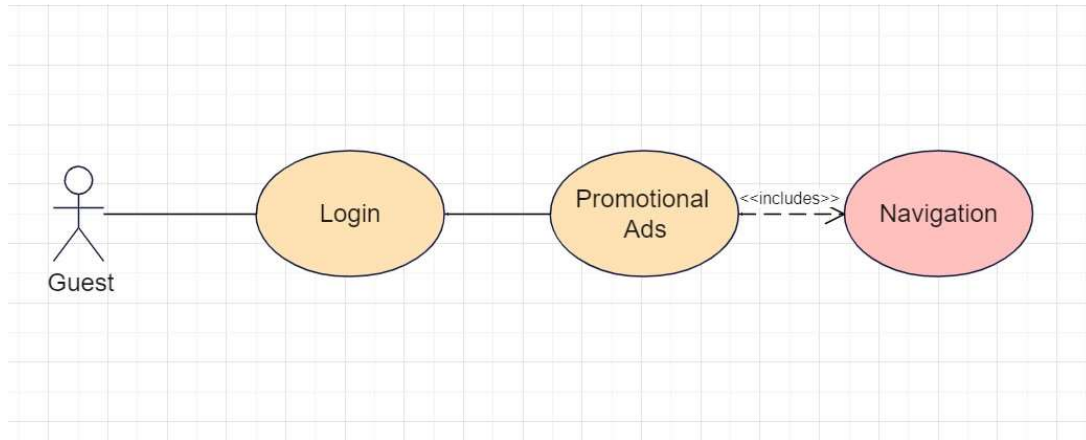 Guest
Login
Promotional
Ads
<<includes>>
Navigation